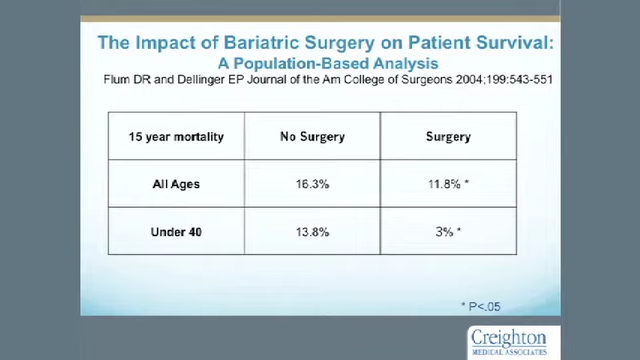 The Impact of Bariatric Surgery on Patient Survival:
A Population-Based Analysis
Flum DR and Dellinger EP Journal of the Am College of Surgeons 2004;199:543-551
15 year mortality No Surgery Surgery
All Ages 16.3% 11.8% *
Under 40 13.8% 3% *
* P<.05
Creighton
MEDICAL ASSOCIATES